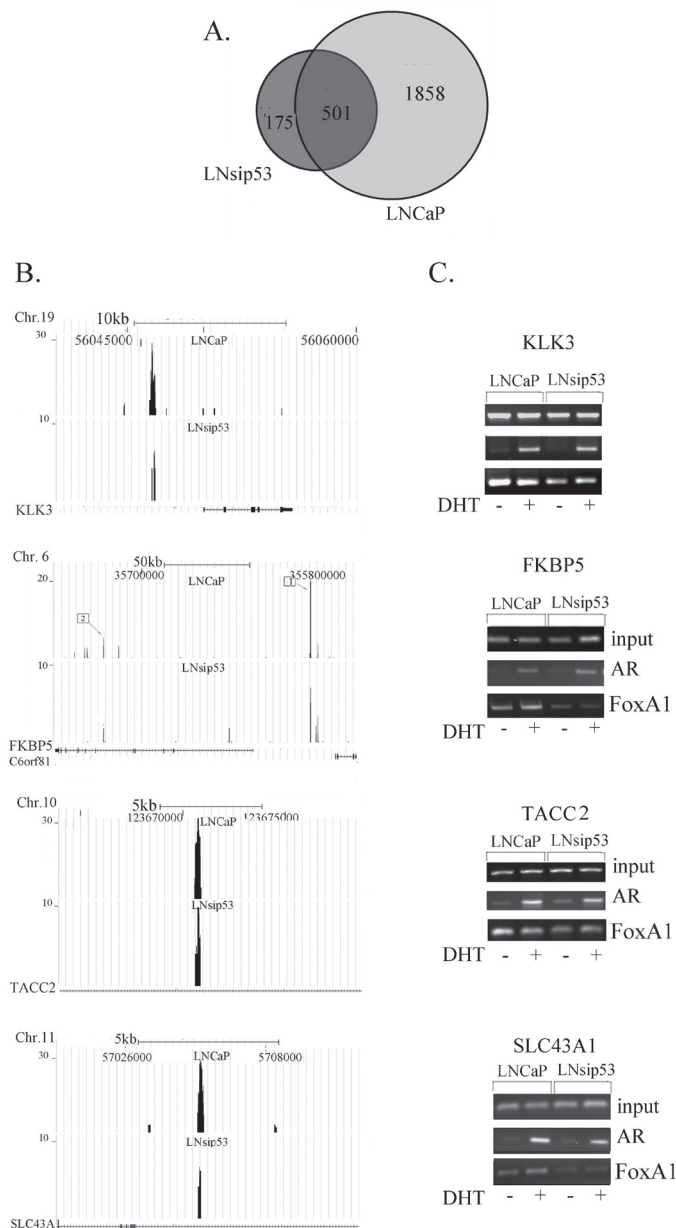 A.
175 501 1858
LNsip53
LNCaP
B.
Chr.19 10kb
30 56045000 LNCaP 56060000
10
LNsip53
KLK3
Chr. 6 50kb
35700000 355800000
20 LNCaP 1
2
10
LNsip53
FKBP5
C6orf81
Chr.10 5kb
123670000 123675000
30 LNCaP
10 LNsip53
TACC2
Chr.11 5kb
57026000 5708000
30 LNCaP
10 LNsip53
SLC43A1
C.
KLK3
LNCaP LNsip53
DHT - + - +
FKBP5
LNCaP LNsip53
input
AR
FoxA1
DHT - + - +
TACC2
LNCaP LNsip53
input
AR
FoxA1
DHT - + - +
SLC43A1
LNCaP LNsip53
input
AR
FoxA1
DHT - + - +